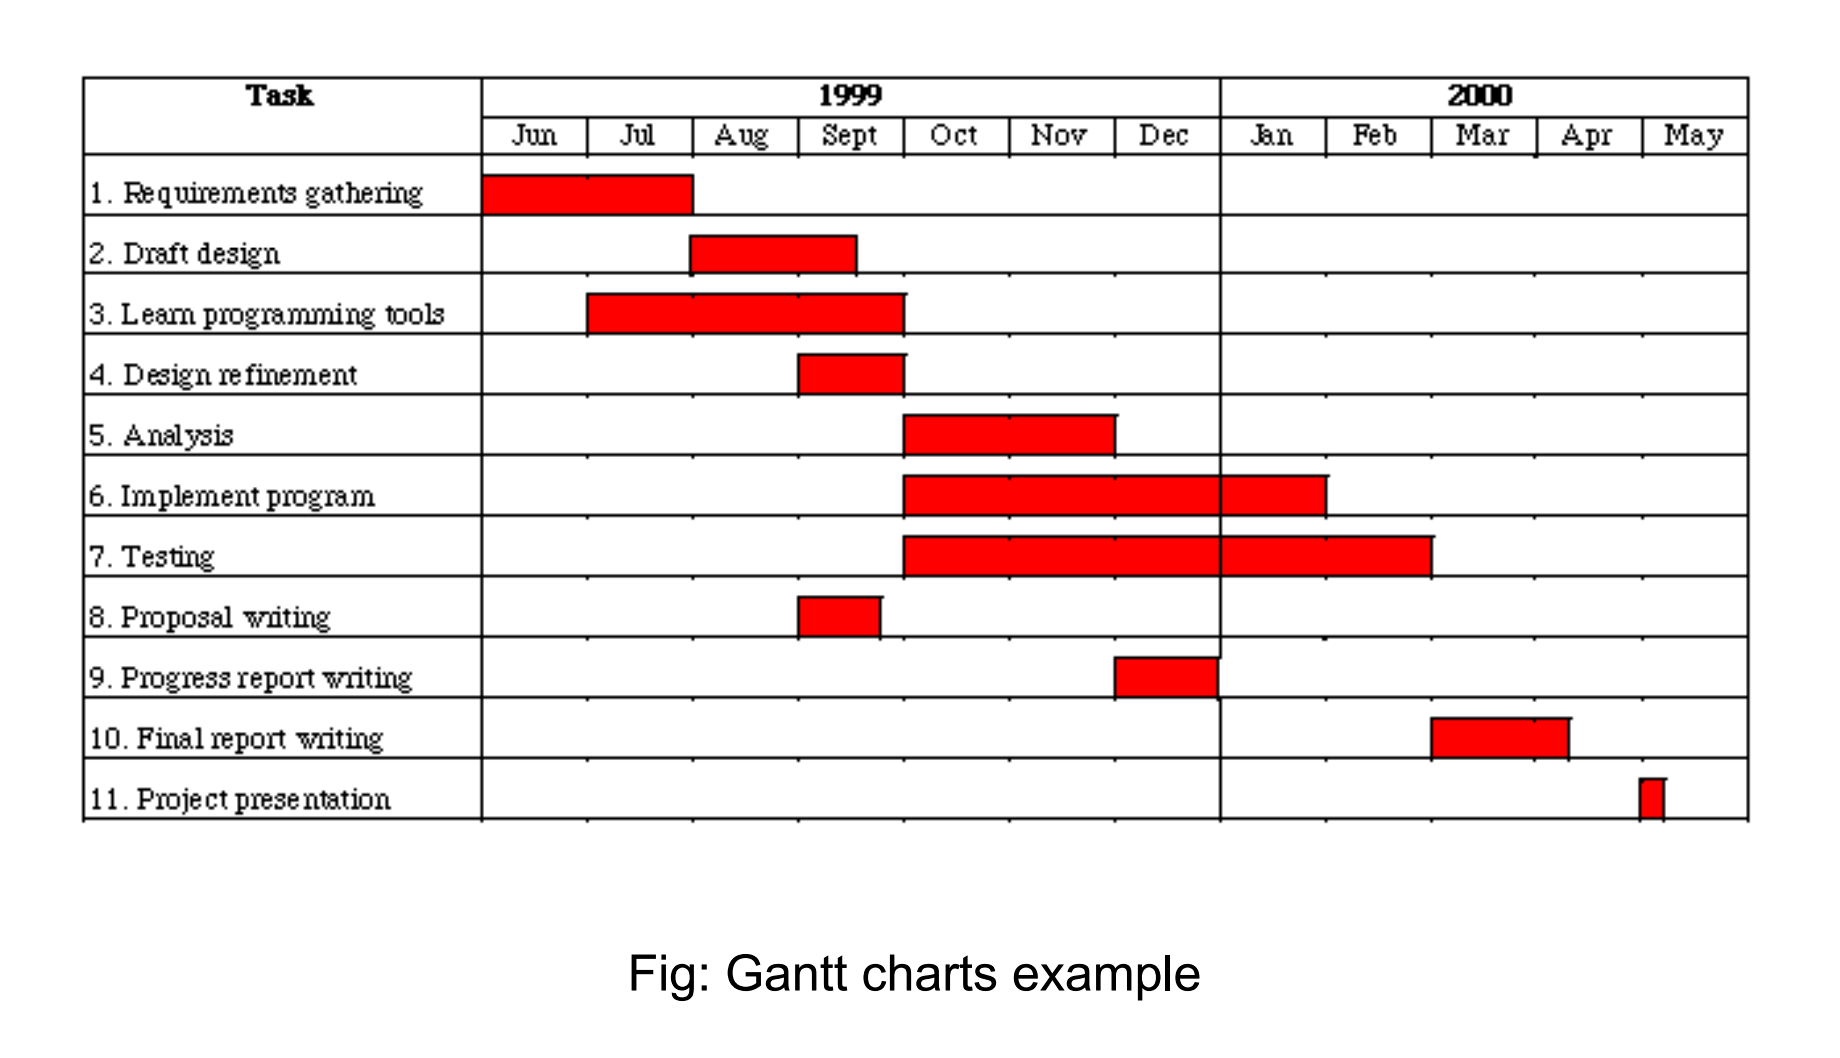 Task 1999 2000
Jun Jul Aug Sept Oct Nov Dec Jan Feb Mar Apr May
1. Requirements gathering
2. Draft design
3. Learn programming tools
4. Design refinement
5. Analysis
6. Implement program
7. Testing
8. Proposal writing
9. Progress report writing
10. Final report writing
11. Project presentation
Fig: Gantt charts example